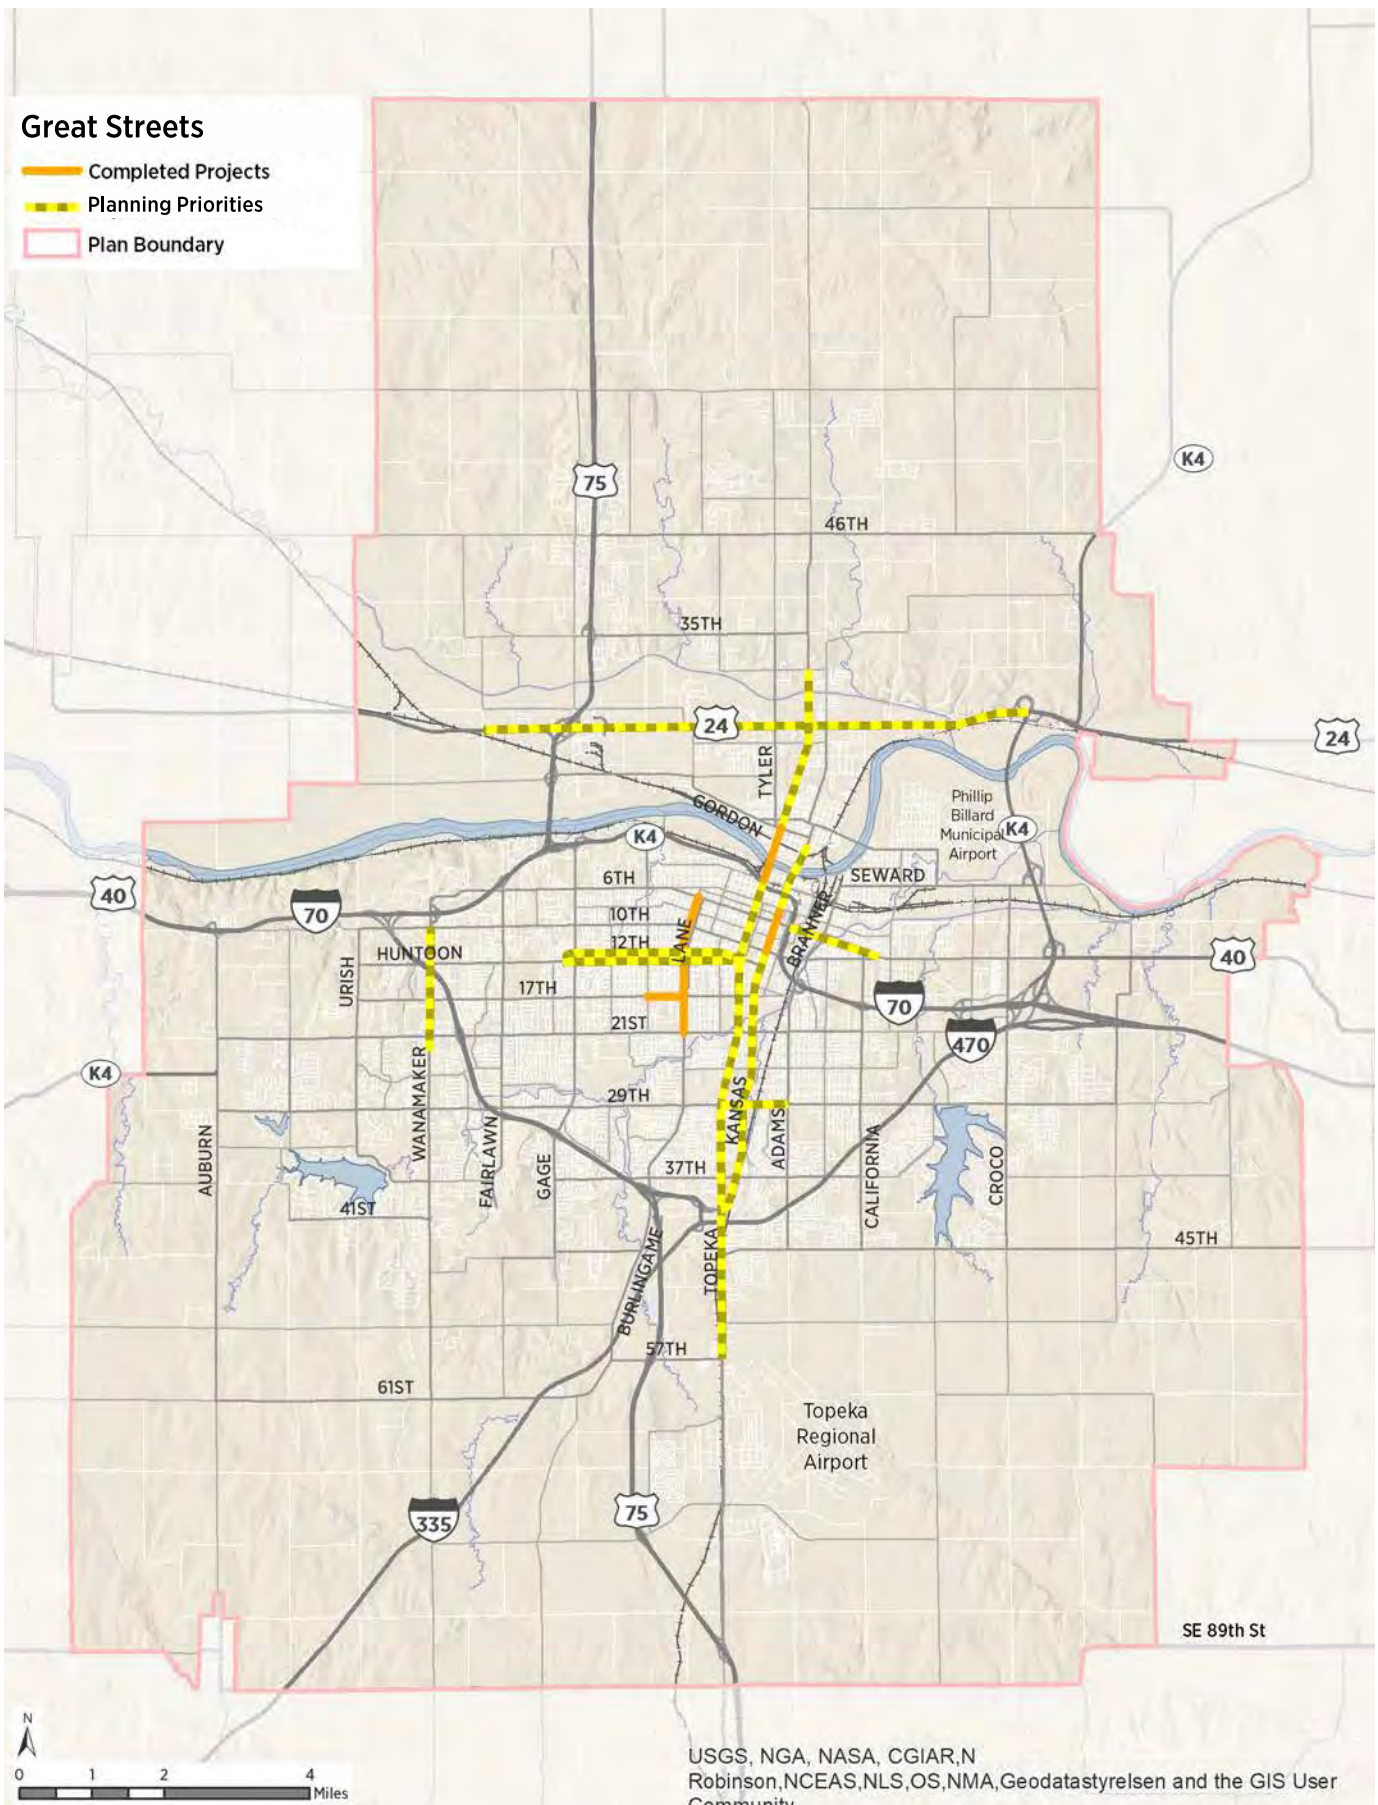 Great Streets
Completed Projects
Planning Priorities
Plan Boundary
K4
75
46TH
35TH
24
24
TYLER
GORDON
Phillip
Billard
Municipal
Airport
K4
K4
SEWARD
6TH
40
70
10TH
LANE
BRANNER
12TH
HUNTOON
40
URISH
17TH
70
21ST
470
K4
WANAMAKER
29TH
KANSAS
ADAMS
AUBURN
FAIRLAWN
GAGE
CALIFORNIA
CROCO
37TH
41ST
45TH
BURLINGAME
TOPEKA
57TH
61ST
Topeka
Regional
Airport
335
75
SE 89th St
N
0 1 2 4
Miles
USGS, NGA, NASA, CGIAR,N
Robinson,NCEAS,NLS,OS,NMA,Geodatastyrelsen and the GIS User
Community